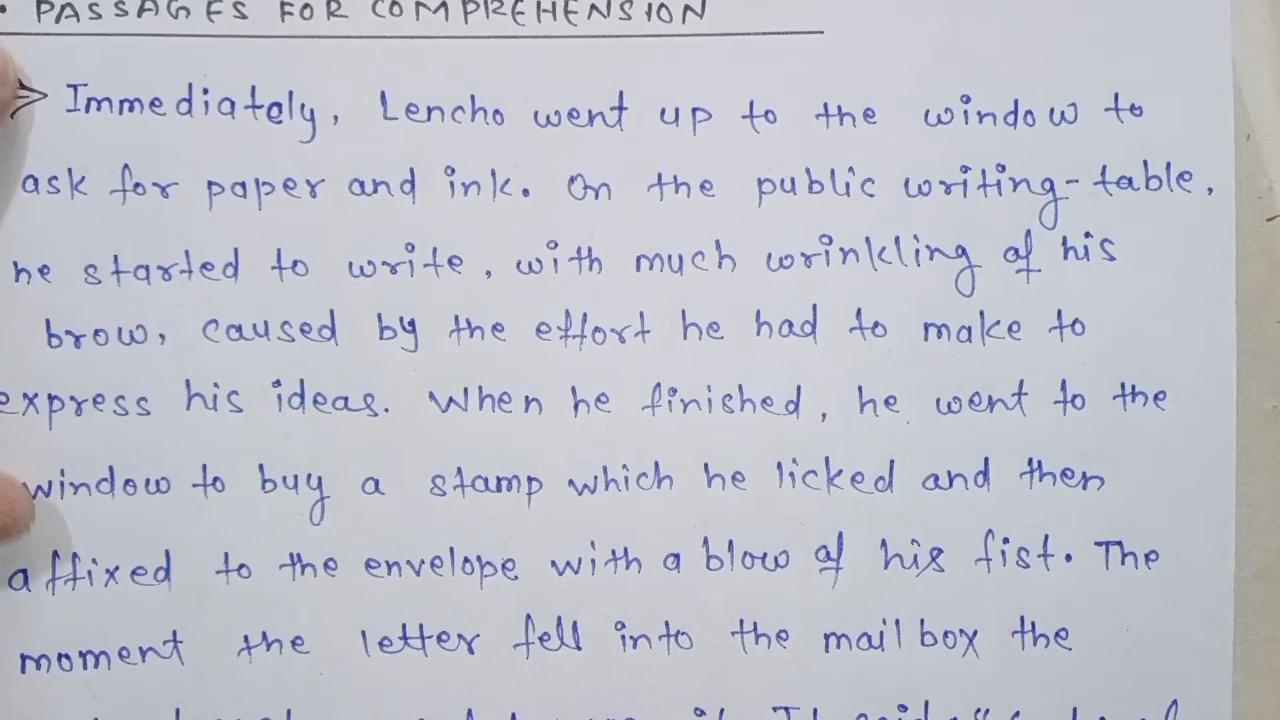 PASSAGES FOR COMPREHENSION
Immediately, Lencho went up to the window to
ask for paper and ink. On the public writing-table,
he started to write, with much wrinkling of his
brow, caused by the effort he had to make to
express his ideas. When he finished, he went to the
window to buy a stamp which he licked and then
affixed to the envelope with a blow of his fist. The
moment the letter fell into the mail box the